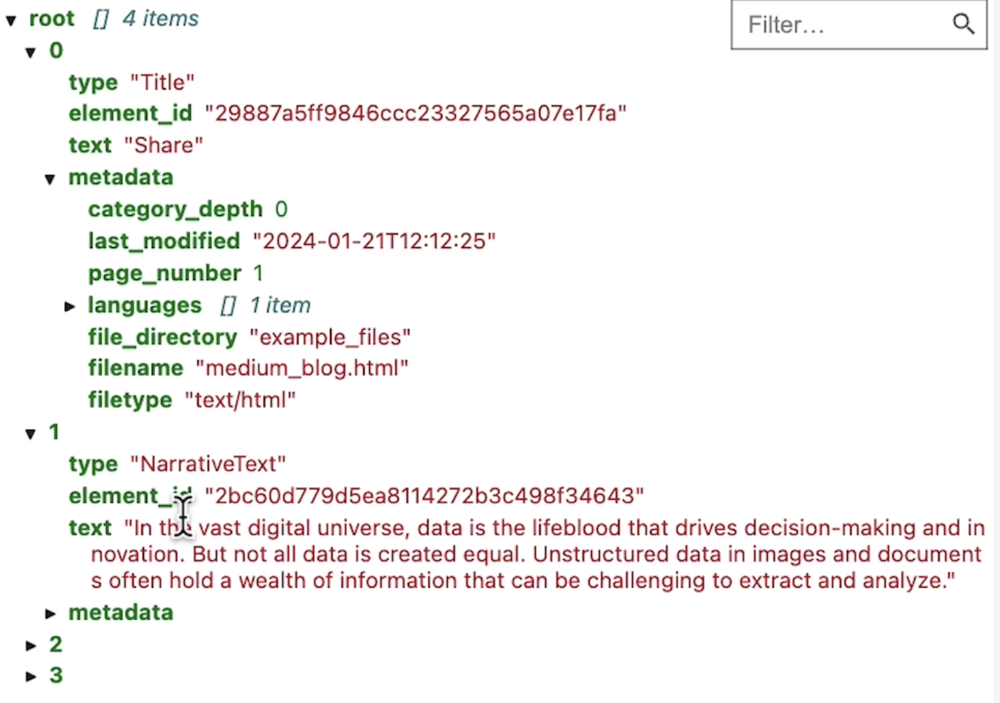 root [] 4 items
Filter...
0
type "Title"
element_id "29887a5ff9846ccc23327565a07e17fa"
text "Share"
metadata
category_depth 0
last_modified "2024-01-21T12:12:25"
page_number 1
languages [] 1 item
file_directory "example_files"
filename "medium_blog.html"
filetype "text/html"
1
type "NarrativeText"
element_id "2bc60d779d5ea8114272b3c498f34643"
text "In the vast digital universe, data is the lifeblood that drives decision-making and in
novation. But not all data is created equal. Unstructured data in images and document
s often hold a wealth of information that can be challenging to extract and analyze."
metadata
2
3